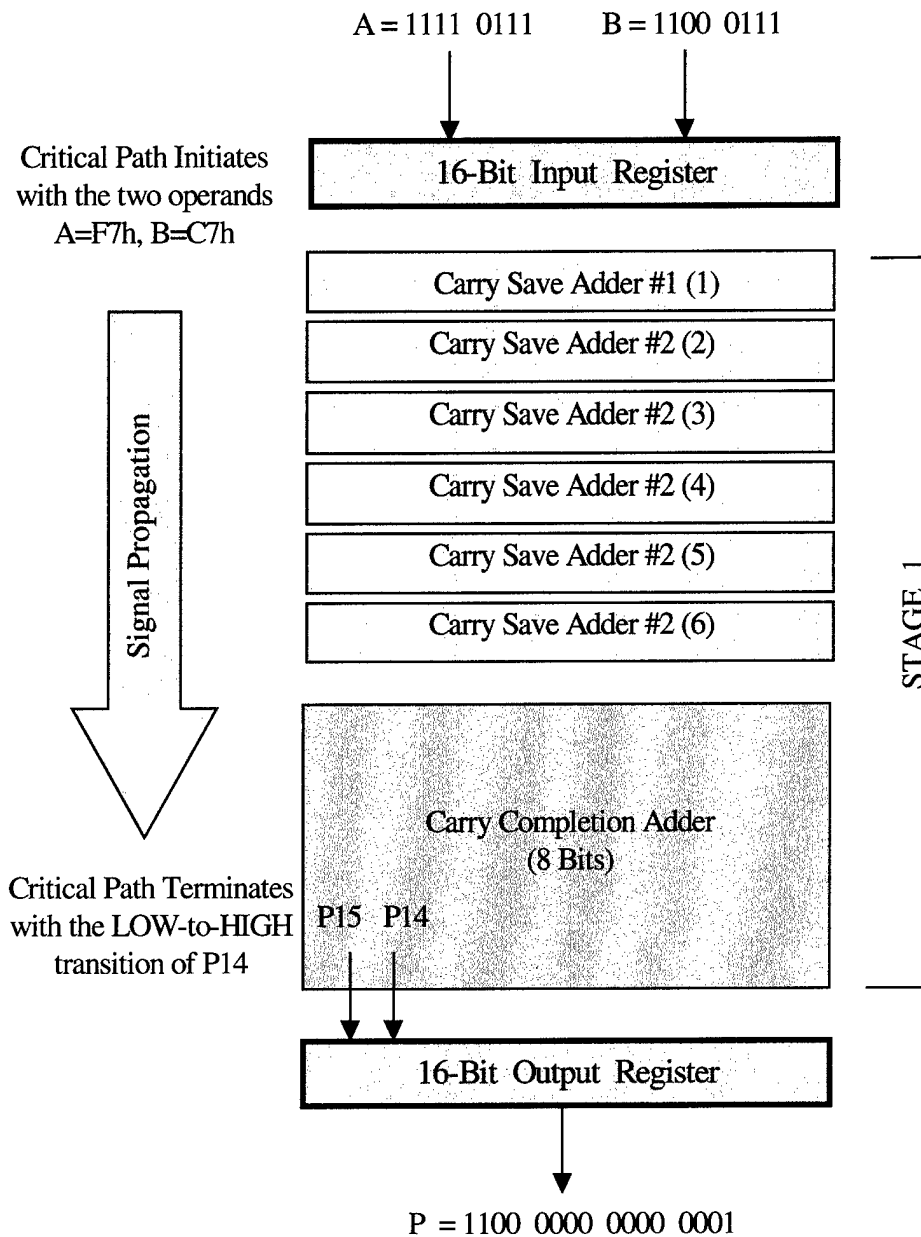 A = 1111 0111
B = 1100 0111
Critical Path Initiates
with the two operands
A=F7h, B=C7h
16-Bit Input Register
Carry Save Adder #1 (1)
Carry Save Adder #2 (2)
Carry Save Adder #2 (3)
Carry Save Adder #2 (4)
Carry Save Adder #2 (5)
Carry Save Adder #2 (6)
Signal Propagation
STAGE 1
Carry Completion Adder
(8 Bits)
Critical Path Terminates
with the LOW-to-HIGH
transition of P14
P15 P14
16-Bit Output Register
P = 1100 0000 0000 0001